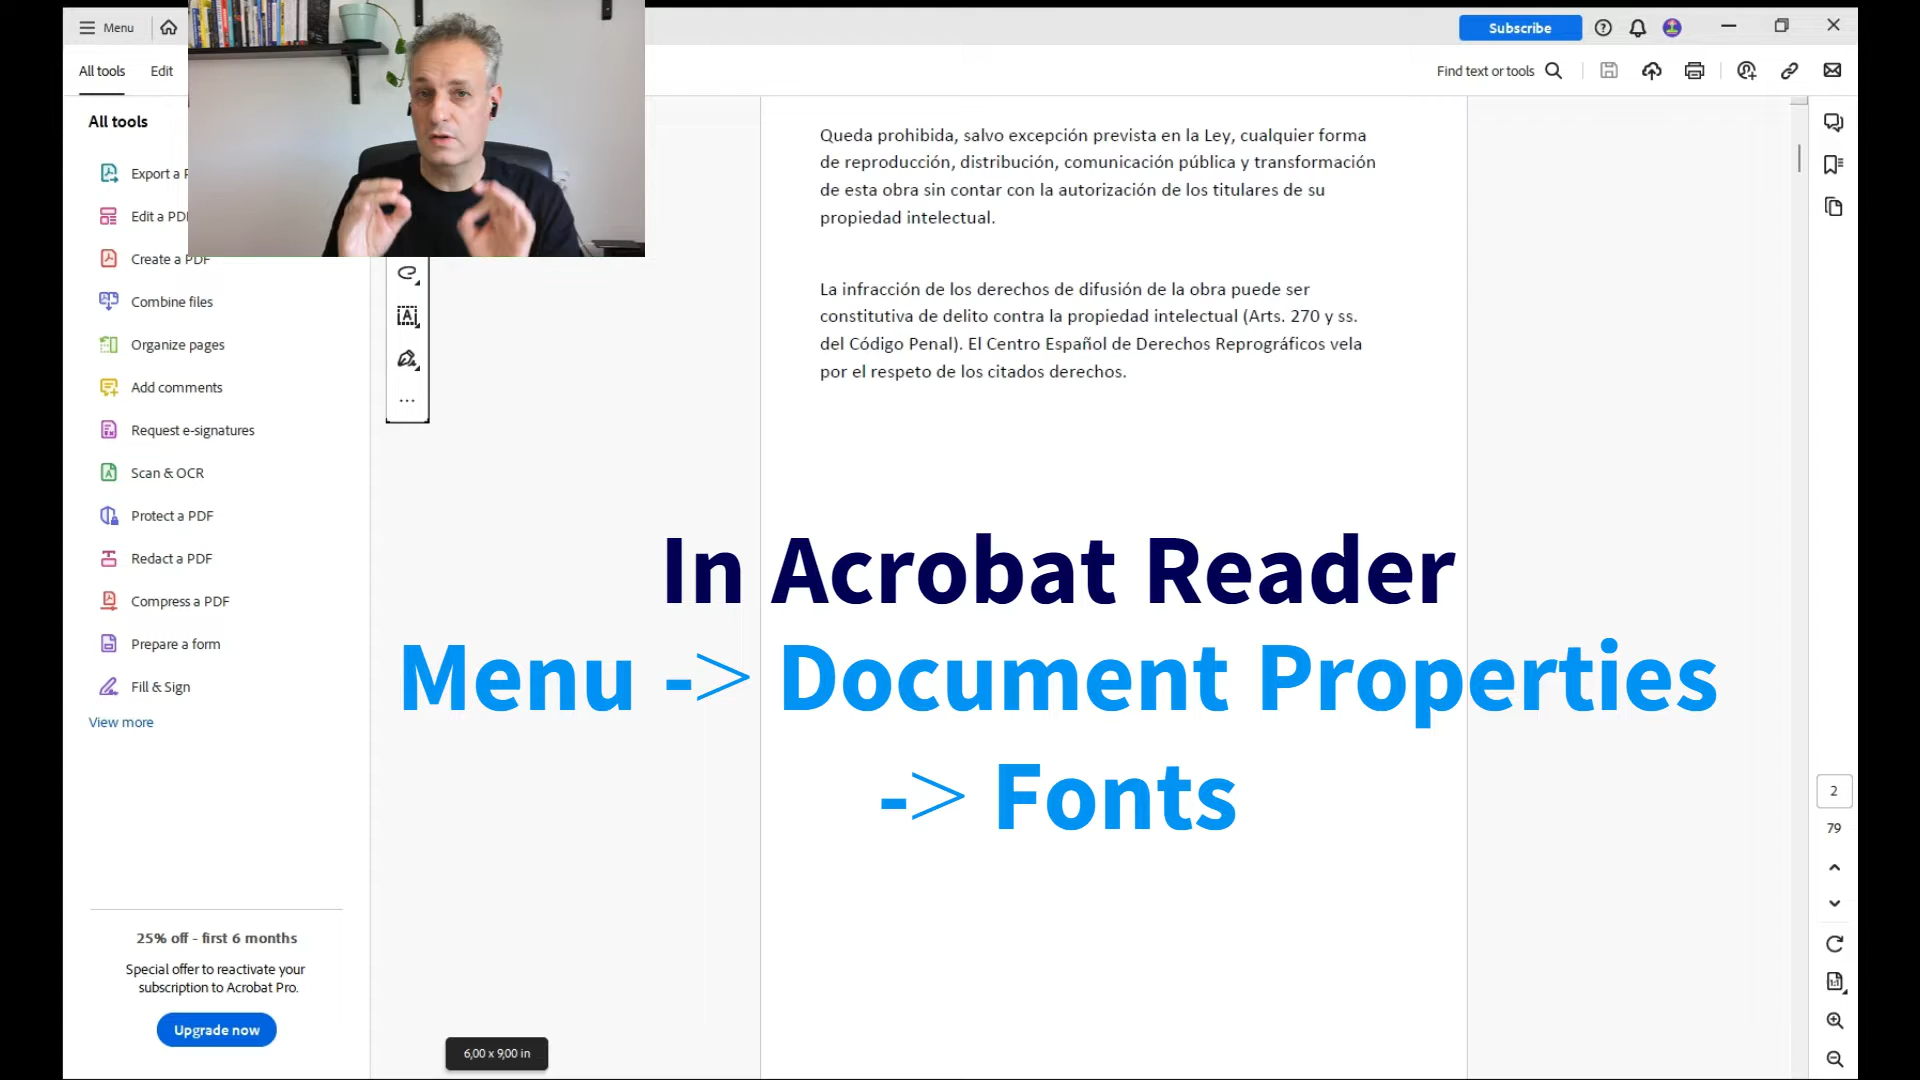 Menu
Subscribe
All tools
Edit
Find text or tools
All tools
Export a P
Edit a PDF
Create a PDF
Combine files
Organize pages
Add comments
Request e-signatures
Scan & OCR
Protect a PDF
Redact a PDF
Compress a PDF
Prepare a form
Fill & Sign
View more
25% off - first 6 months
Special offer to reactivate your
subscription to Acrobat Pro.
Upgrade now
Queda prohibida, salvo excepción prevista en la Ley, cualquier forma
de reproducción, distribución, comunicación pública y transformación
de esta obra sin contar con la autorización de los titulares de su
propiedad intelectual.
La infracción de los derechos de difusión de la obra puede ser
constitutiva de delito contra la propiedad intelectual (Arts. 270 y ss.
del Código Penal). El Centro Español de Derechos Reprográficos vela
por el respeto de los citados derechos.
In Acrobat Reader
Menu -> Document Properties
-> Fonts
6,00 x 9,00 in
2
79